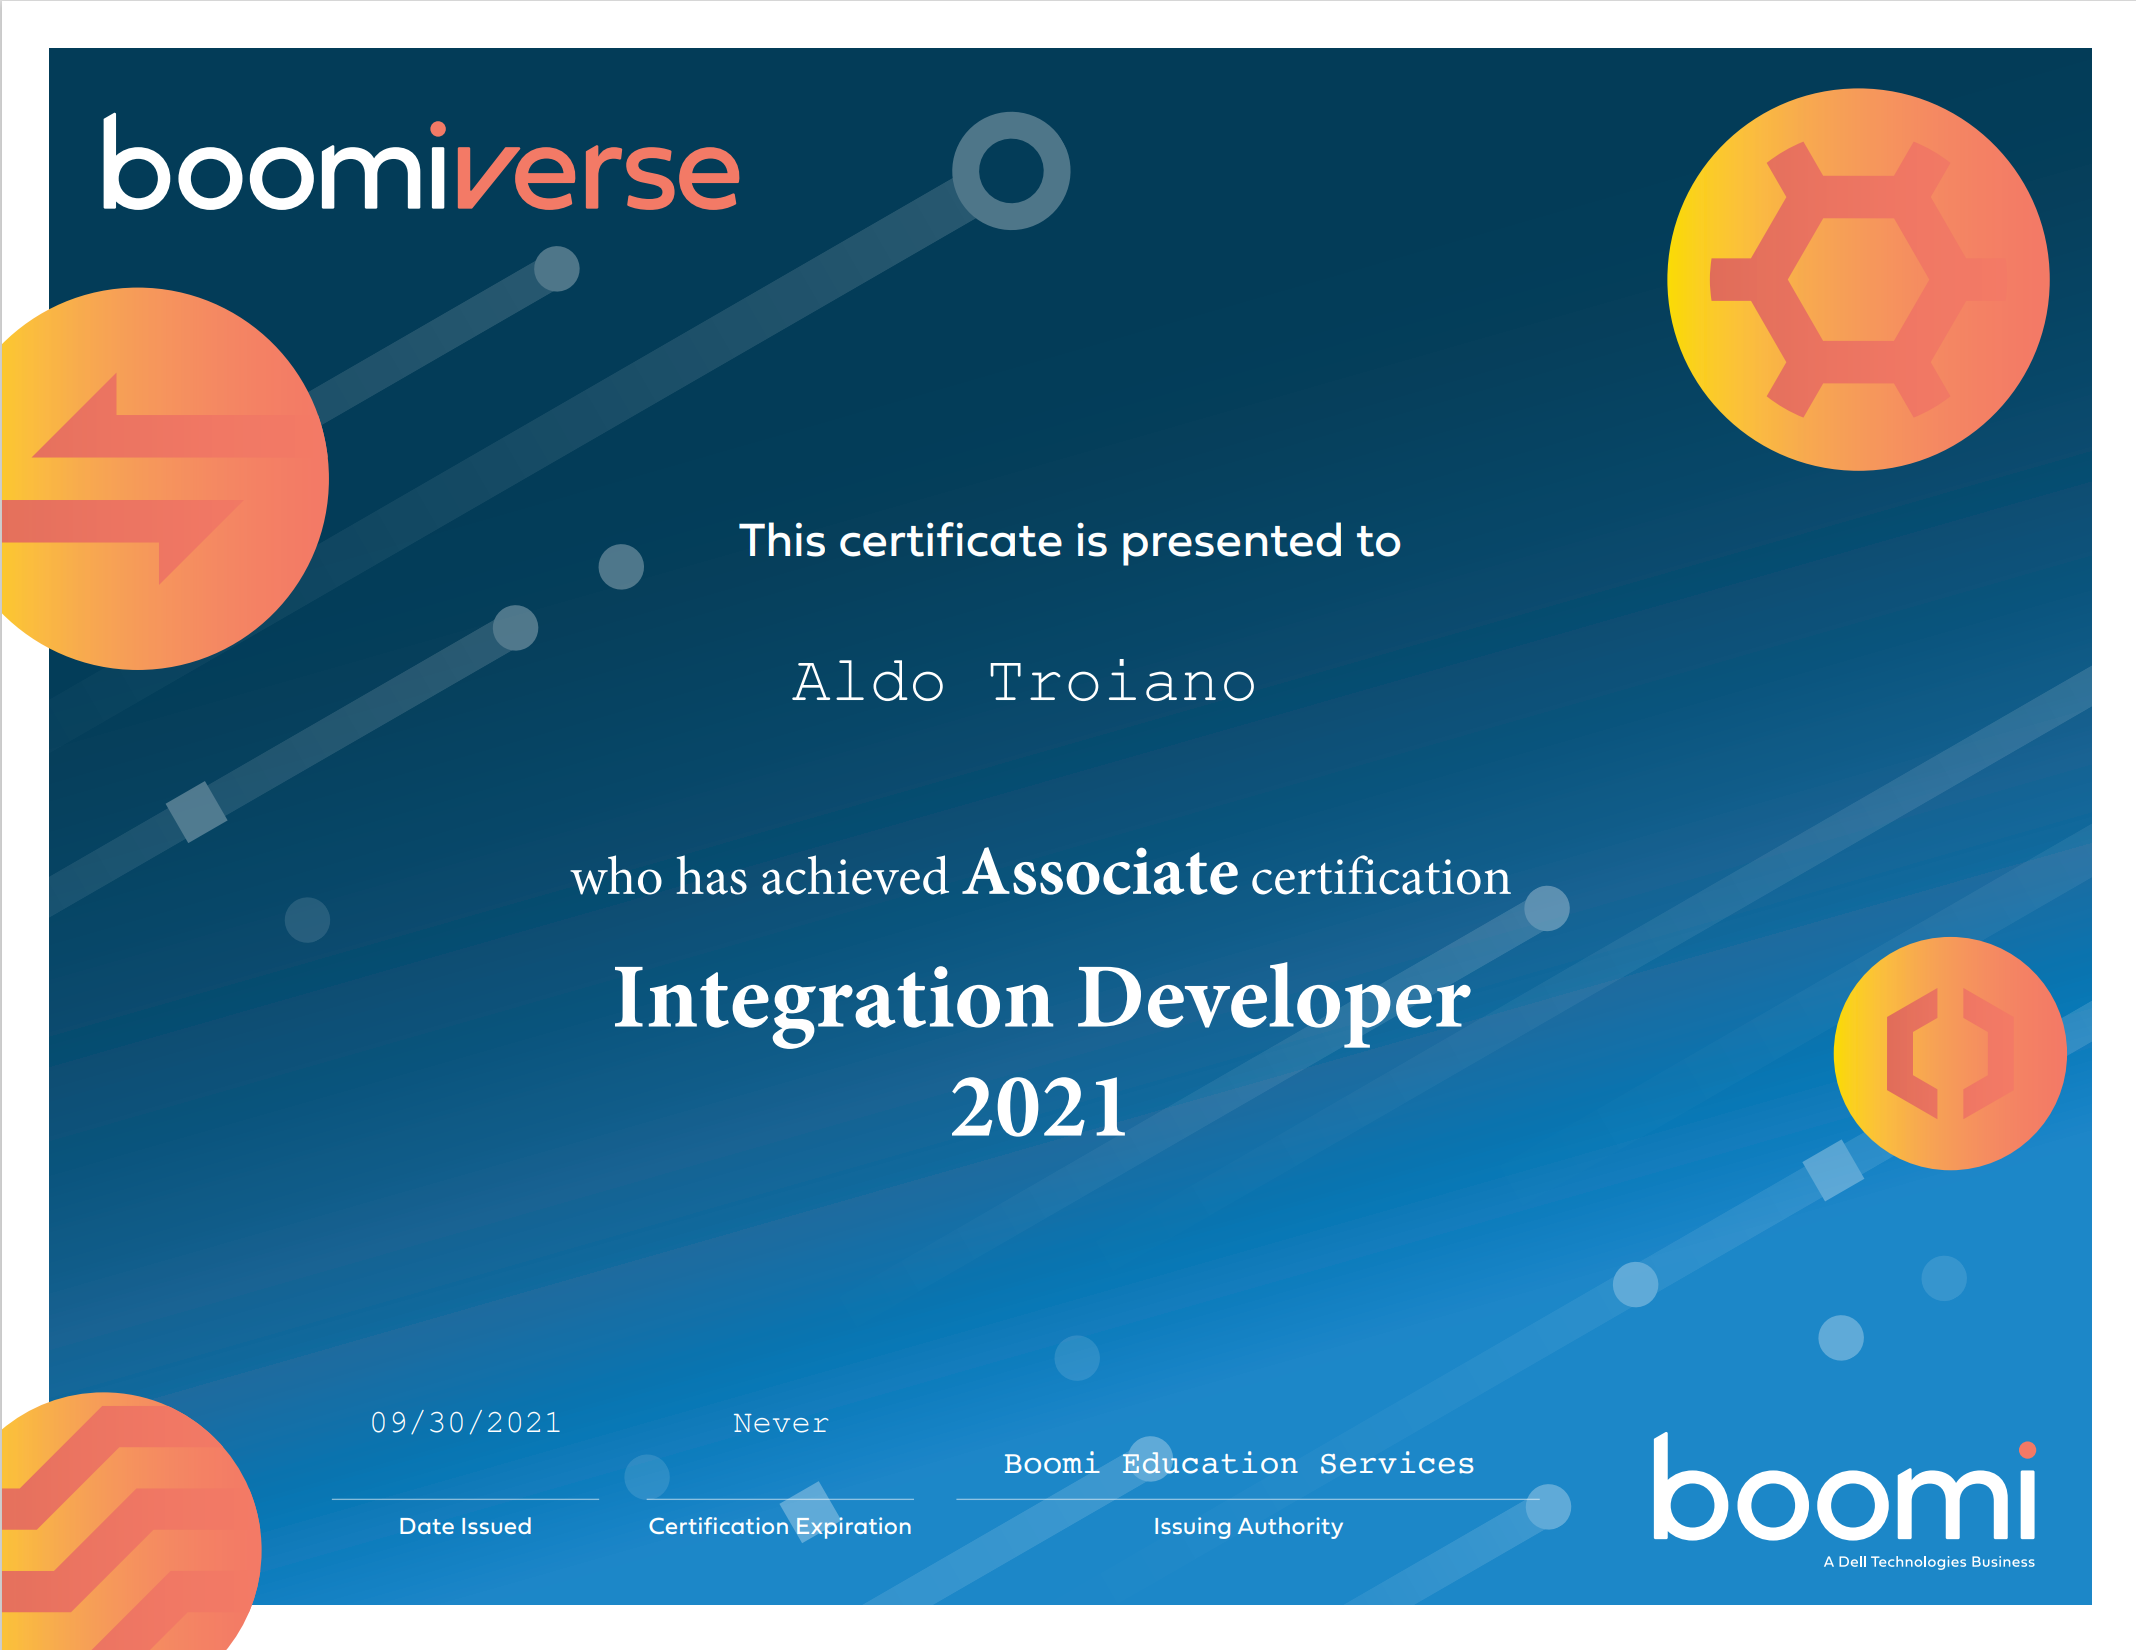 boomiverse
This certificate is presented to
Aldo Troiano
who has achieved Associate certification
Integration Developer
2021
09/30/2021
Date Issued
Never
Certification Expiration
Boomi Education Services
Issuing Authority
boomi
A Dell Technologies Business